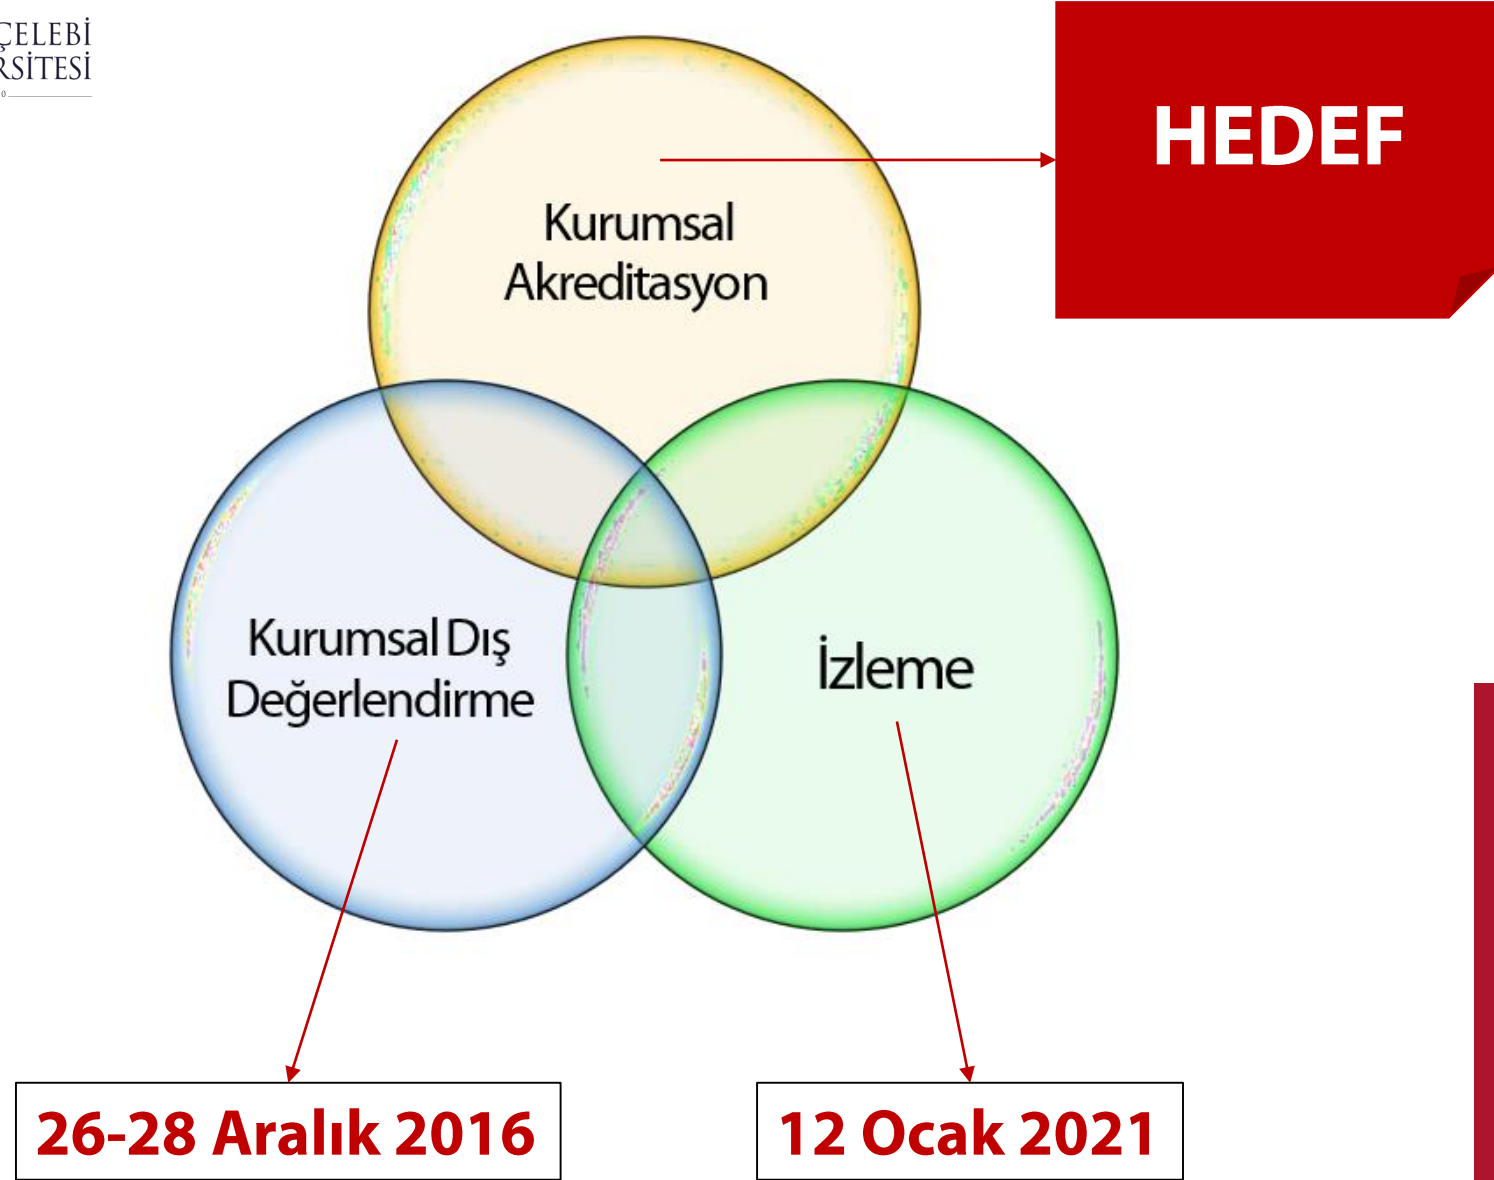 ÇELEBİ
RSİTESİ
HEDEF
Kurumsal
Akreditasyon
Kurumsal Dış
Değerlendirme
İzleme
26-28 Aralık 2016
12 Ocak 2021